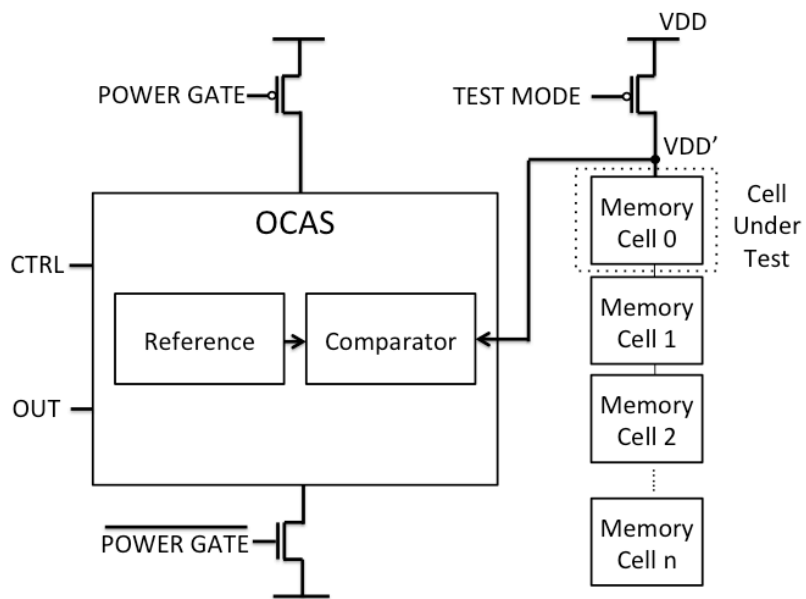 VDD
POWER GATE
TEST MODE
VDD’
OCAS
Memory
Cell 0
Cell
Under
Test
CTRL
Reference
Comparator
Memory
Cell 1
OUT
Memory
Cell 2
POWER GATE
Memory
Cell n